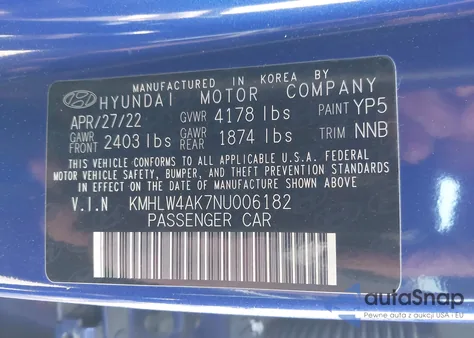 MANUFACTURED IN KOREA BY
HYUNDAI MOTOR COMPANY
APR/27/22 GVWR 4178 lbs PAINT YP5
GAWR FRONT 2403 lbs GAWR REAR 1874 lbs TRIM NNB
THIS VEHICLE CONFORMS TO ALL APPLICABLE U.S.A. FEDERAL
MOTOR VEHICLE SAFETY, BUMPER, AND THEFT PREVENTION STANDARDS
IN EFFECT ON THE DATE OF MANUFACTURE SHOWN ABOVE.
V.I.N KMHLW4AK7NU006182
PASSENGER CAR
autoSnap
Pewne auta z aukcji USA i EU